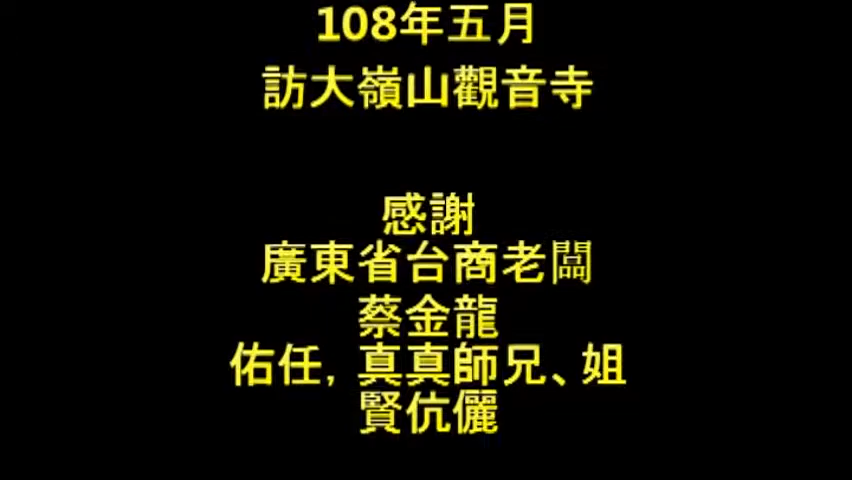 108年五月
訪大嶺山觀音寺
感謝
廣東省台商老闆
蔡金龍
佑任, 真真師兄、姐
賢伉儷